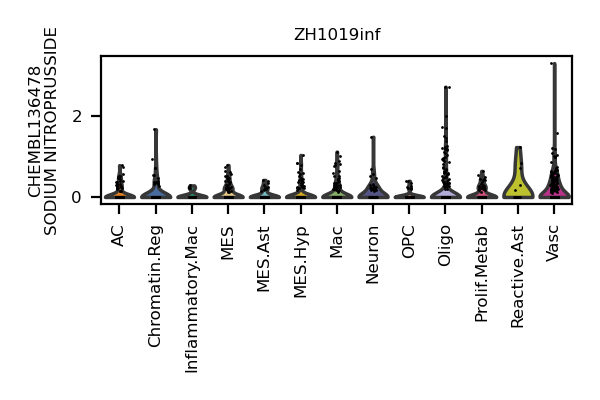 ZH1019inf
CHEMBL136478
SODIUM NITROPRUSSIDE
2
0
AC
Chromatin.Reg
Inflammatory.Mac
MES
MES.Ast
MES.Hyp
Mac
Neuron
OPC
Oligo
Prolif.Metab
Reactive.Ast
Vasc